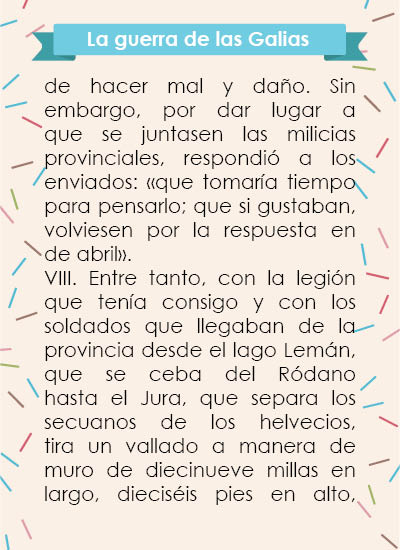 La guerra de las Galias
de hacer mal y daño. Sin
embargo, por dar lugar a
que se juntasen las milicias
provinciales, respondió a los
enviados: «que tomaría tiempo
para pensarlo; que si gustaban,
volviesen por la respuesta en
de abril».
VIII. Entre tanto, con la legión
que tenía consigo y con los
soldados que llegaban de la
provincia desde el lago Lemán,
que se ceba del Ródano
hasta el Jura, que separa los
secuanos de los helvecios,
tira un vallado a manera de
muro de diecinueve millas en
largo, dieciséis pies en alto,